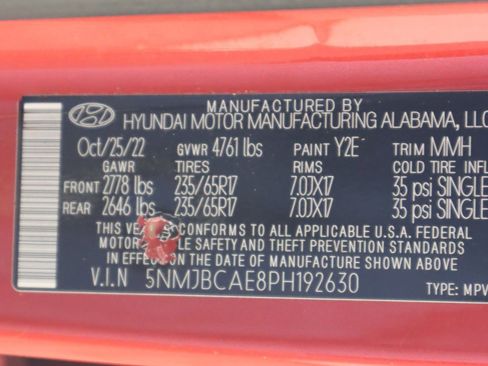 MANUFACTURED BY
HYUNDAI MOTOR MANUFACTURING ALABAMA, LLC
Oct/25/22 GVWR 4761 lbs PAINT Y2E TRIM MMH
GAWR TIRES RIMS COLD TIRE INFL
FRONT 2778 lbs 235/65R17 7.0JX17 35 psi SINGLE
REAR 2646 lbs 235/65R17 7.0JX17 35 psi SINGLE
THIS CONFORMS TO ALL APPLICABLE U.S.A. FEDERAL
MOTOR SAFETY AND THEFT PREVENTION STANDARDS
IN EFFECT ON THE DATE OF MANUFACTURE SHOWN ABOVE.
V.I.N 5NMJBCAE8PH192630
TYPE: MPV